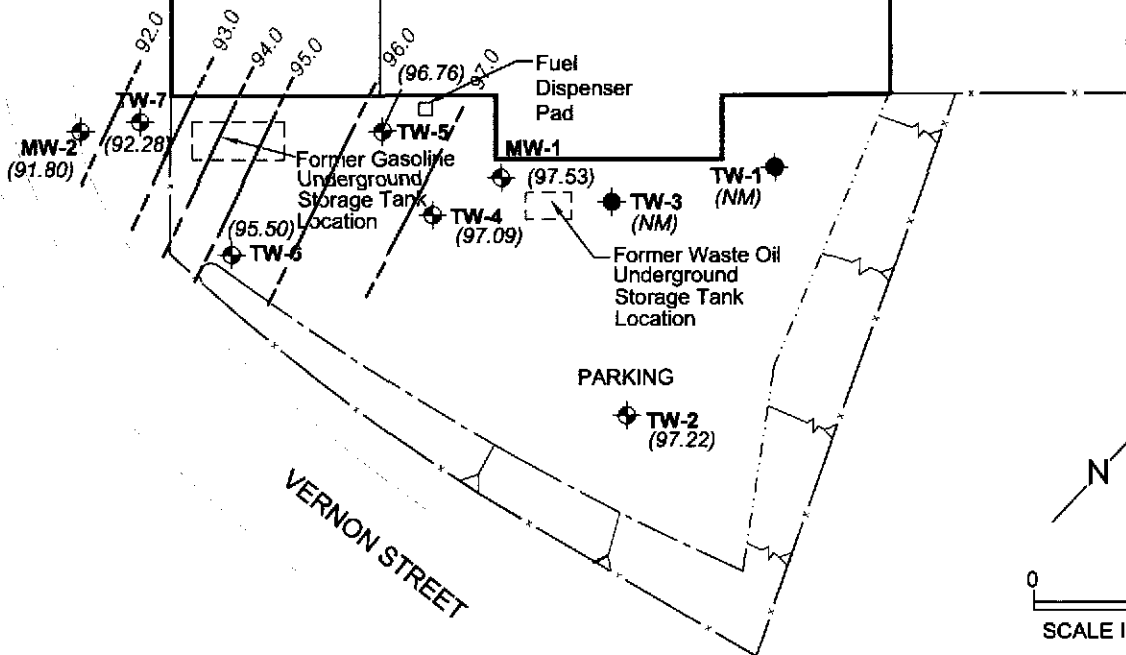 92.0
93.0
94.0
95.0
96.0
(96.76)
97.0
Fuel
Dispenser
Pad
TW-7
(92.28)
MW-2
(91.80)
TW-5
MW-1
(97.53)
TW-1
(NM)
Former Gasoline
Underground
Storage Tank
Location
TW-3
(NM)
TW-4
(97.09)
(95.50)
TW-6
Former Waste Oil
Underground
Storage Tank
Location
PARKING
TW-2
(97.22)
VERNON STREET
N
0
SCALE I